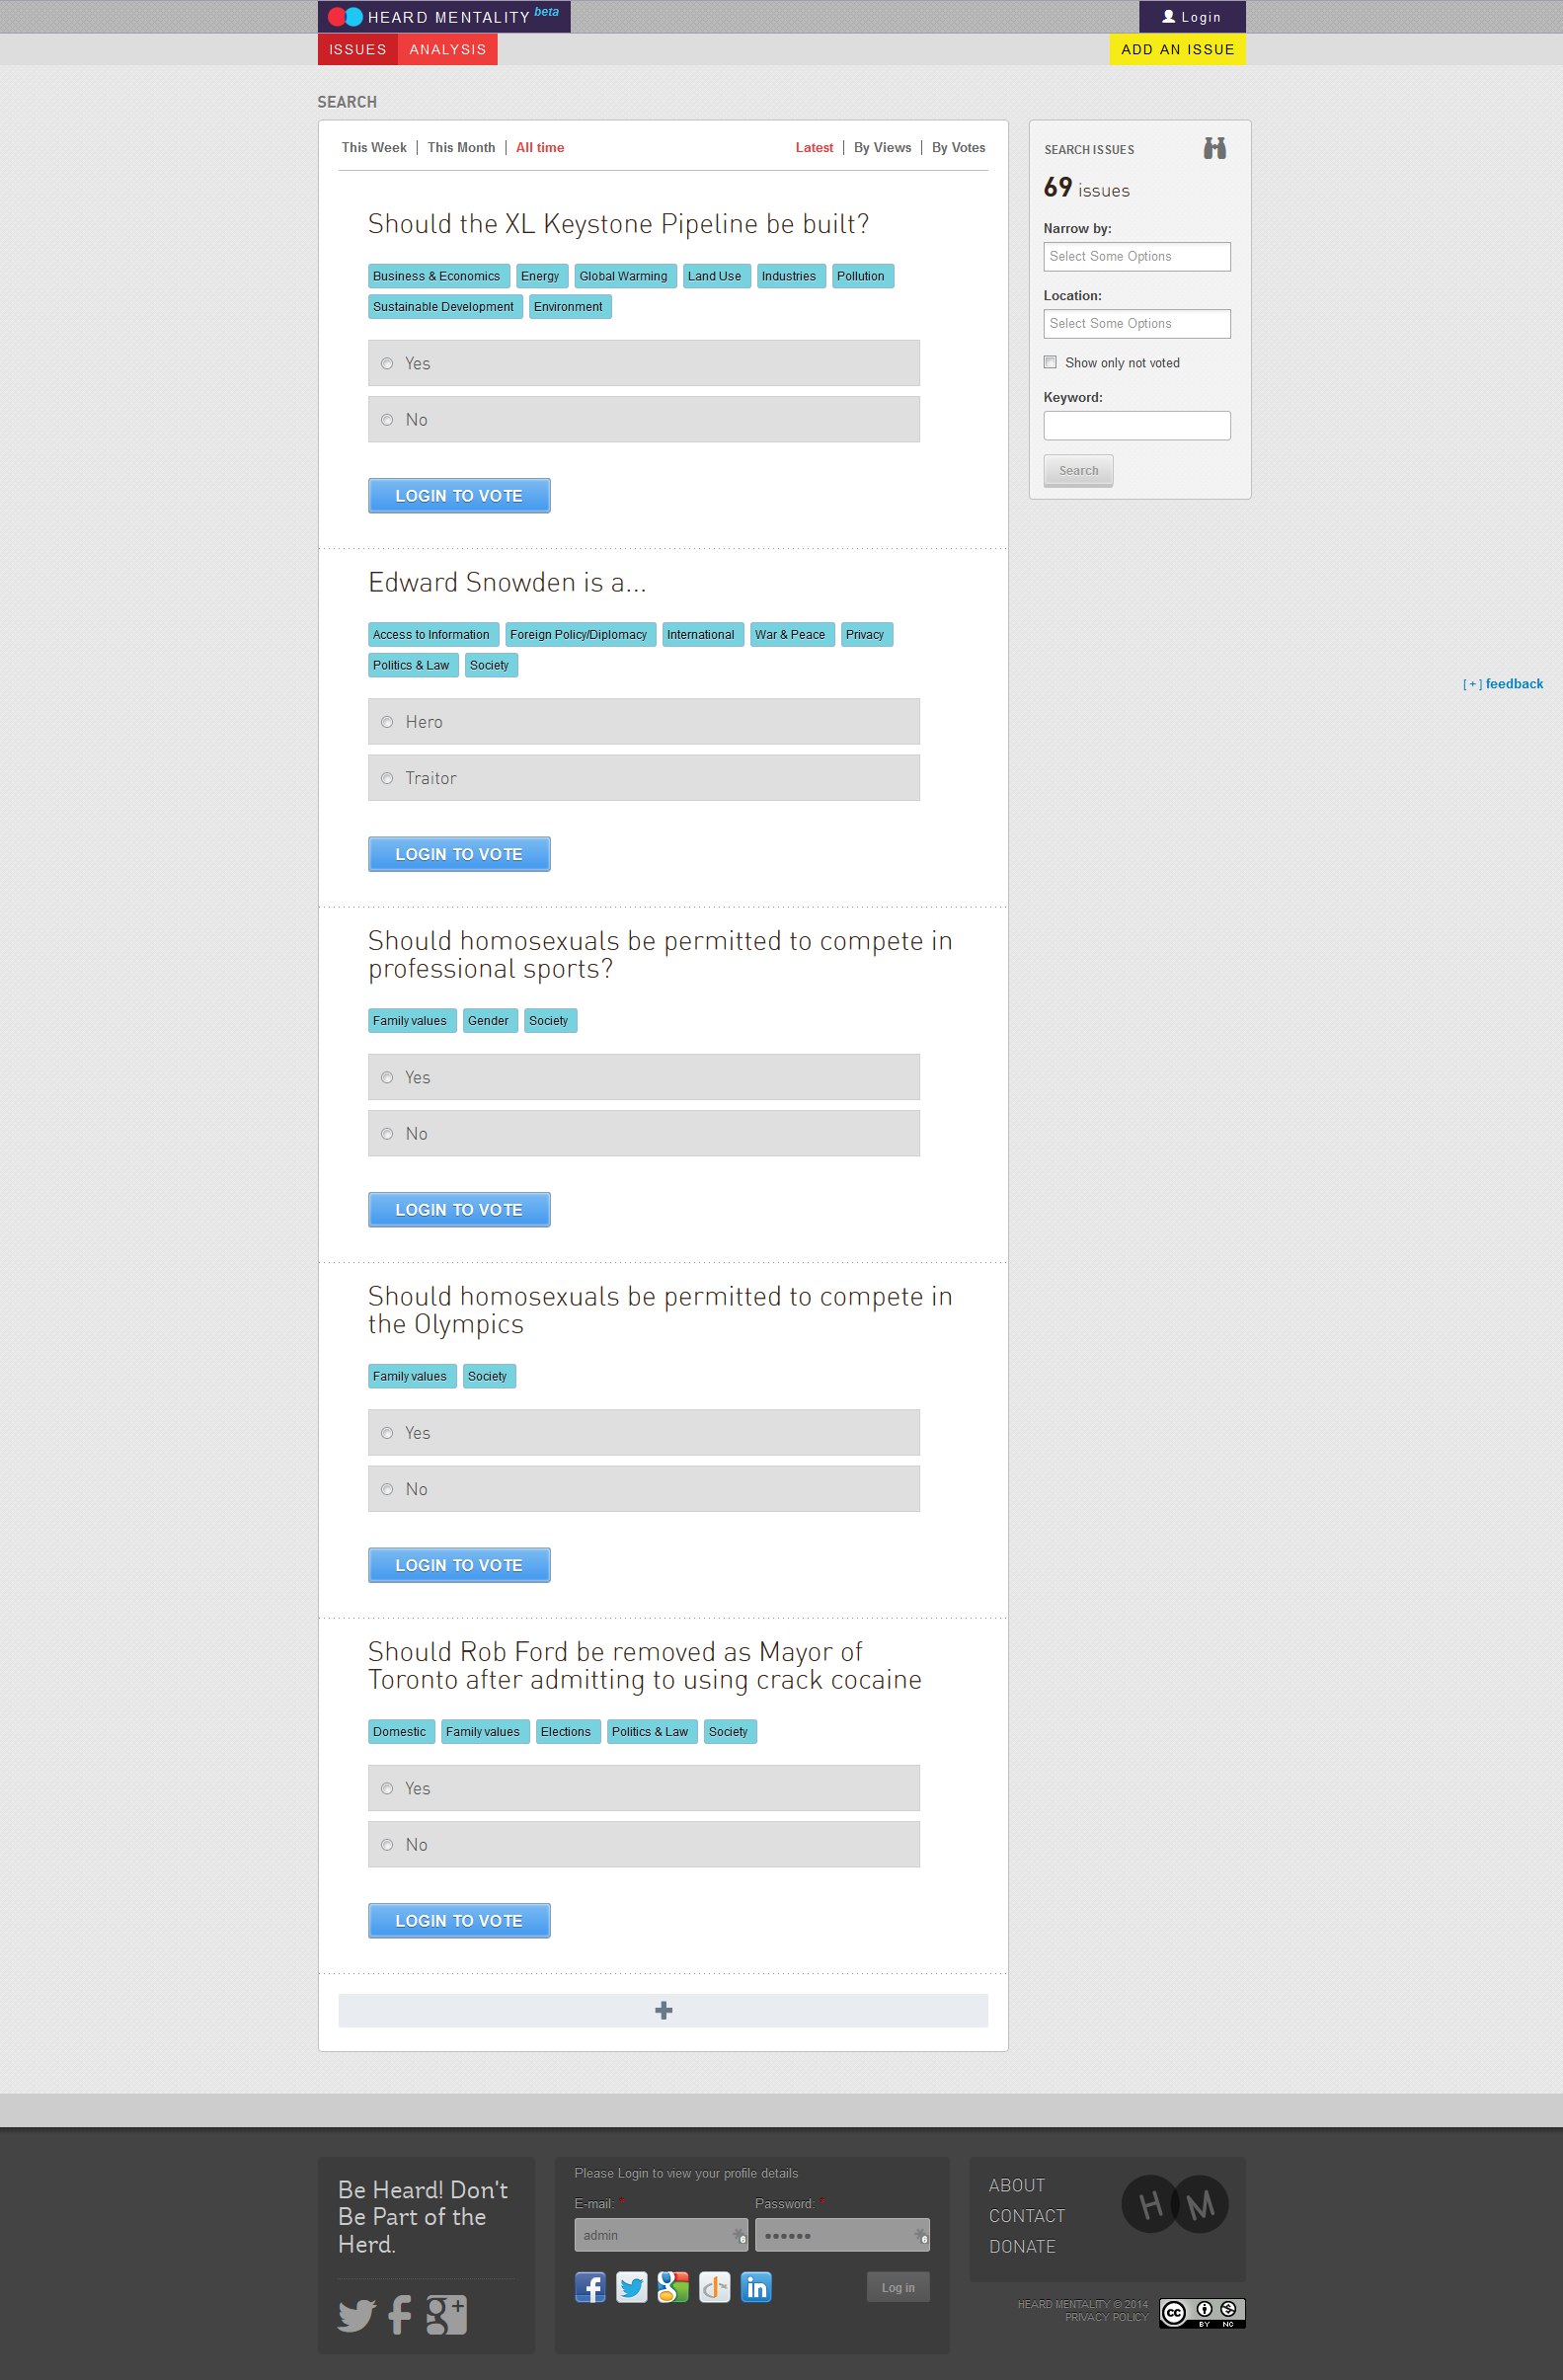 HEARD MENTALITY beta
Login
ISSUES ANALYSIS
ADD AN ISSUE
SEARCH
This Week | This Month | All time
Latest | By Views | By Votes
Should the XL Keystone Pipeline be built?
Business & Economics Energy Global Warming Land Use Industries Pollution
Sustainable Development Environment
Yes
No
LOGIN TO VOTE
Edward Snowden is a...
Access to Information Foreign Policy/Diplomacy International War & Peace Privacy
Politics & Law Society
Hero
Traitor
LOGIN TO VOTE
Should homosexuals be permitted to compete in
professional sports?
Family values Gender Society
Yes
No
LOGIN TO VOTE
Should homosexuals be permitted to compete in
the Olympics
Family values Society
Yes
No
LOGIN TO VOTE
Should Rob Ford be removed as Mayor of
Toronto after admitting to using crack cocaine
Domestic Family values Elections Politics & Law Society
Yes
No
LOGIN TO VOTE
SEARCH ISSUES
69 issues
Narrow by:
Select Some Options
Location:
Select Some Options
Show only not voted
Keyword:
Search
[ + ] feedback
Be Heard! Don't
Be Part of the
Herd.
Please Login to view your profile details
E-mail: * Password: *
admin 6 •••••• 6
Log in
ABOUT
CONTACT
DONATE
H M
HEARD MENTALITY © 2014
PRIVACY POLICY
cc BY NC